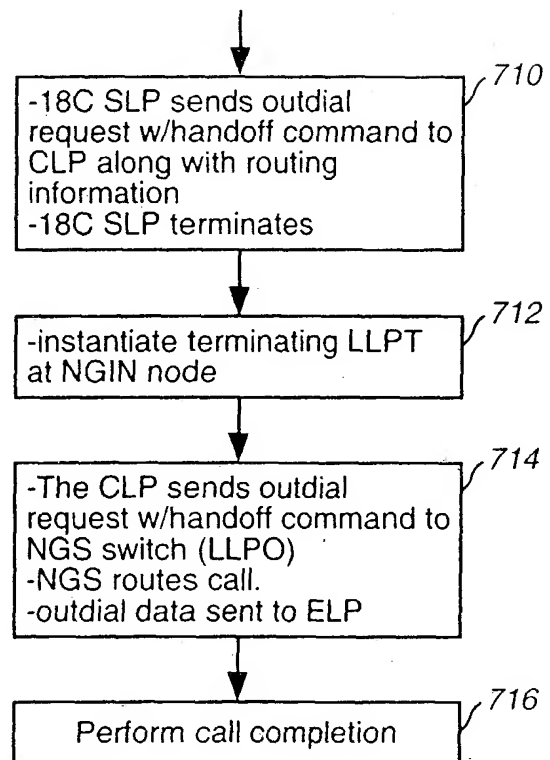 710
-18C SLP sends outdial
request w/handoff command to
CLP along with routing
information
-18C SLP terminates
712
-instantiate terminating LLPT
at NGIN node
714
-The CLP sends outdial
request w/handoff command to
NGS switch (LLPO)
-NGS routes call.
-outdial data sent to ELP
716
Perform call completion